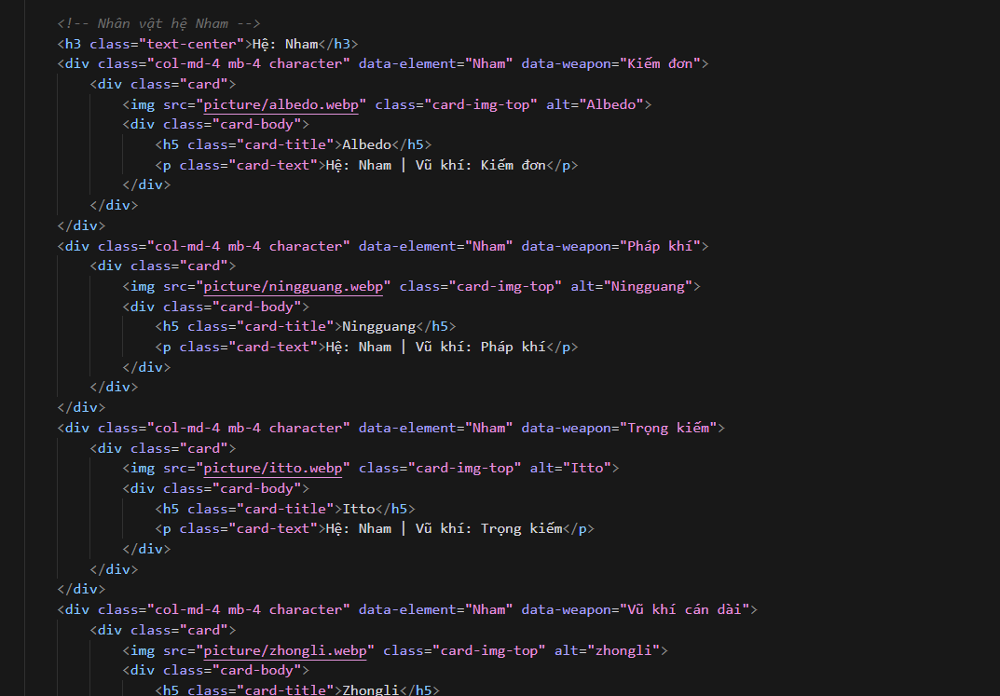 <!-- Nhân vật hệ Nham -->
<h3 class="text-center">Hệ: Nham</h3>
<div class="col-md-4 mb-4 character" data-element="Nham" data-weapon="Kiếm đơn">
<div class="card">
<img src="picture/albedo.webp" class="card-img-top" alt="Albedo">
<div class="card-body">
<h5 class="card-title">Albedo</h5>
<p class="card-text">Hệ: Nham | Vũ khí: Kiếm đơn</p>
</div>
</div>
</div>
<div class="col-md-4 mb-4 character" data-element="Nham" data-weapon="Pháp khí">
<div class="card">
<img src="picture/ningguang.webp" class="card-img-top" alt="Ningguang">
<div class="card-body">
<h5 class="card-title">Ningguang</h5>
<p class="card-text">Hệ: Nham | Vũ khí: Pháp khí</p>
</div>
</div>
</div>
<div class="col-md-4 mb-4 character" data-element="Nham" data-weapon="Trọng kiếm">
<div class="card">
<img src="picture/itto.webp" class="card-img-top" alt="Itto">
<div class="card-body">
<h5 class="card-title">Itto</h5>
<p class="card-text">Hệ: Nham | Vũ khí: Trọng kiếm</p>
</div>
</div>
</div>
<div class="col-md-4 mb-4 character" data-element="Nham" data-weapon="Vũ khí cán dài">
<div class="card">
<img src="picture/zhongli.webp" class="card-img-top" alt="zhongli">
<div class="card-body">
<h5 class="card-title">Zhongli</h5>